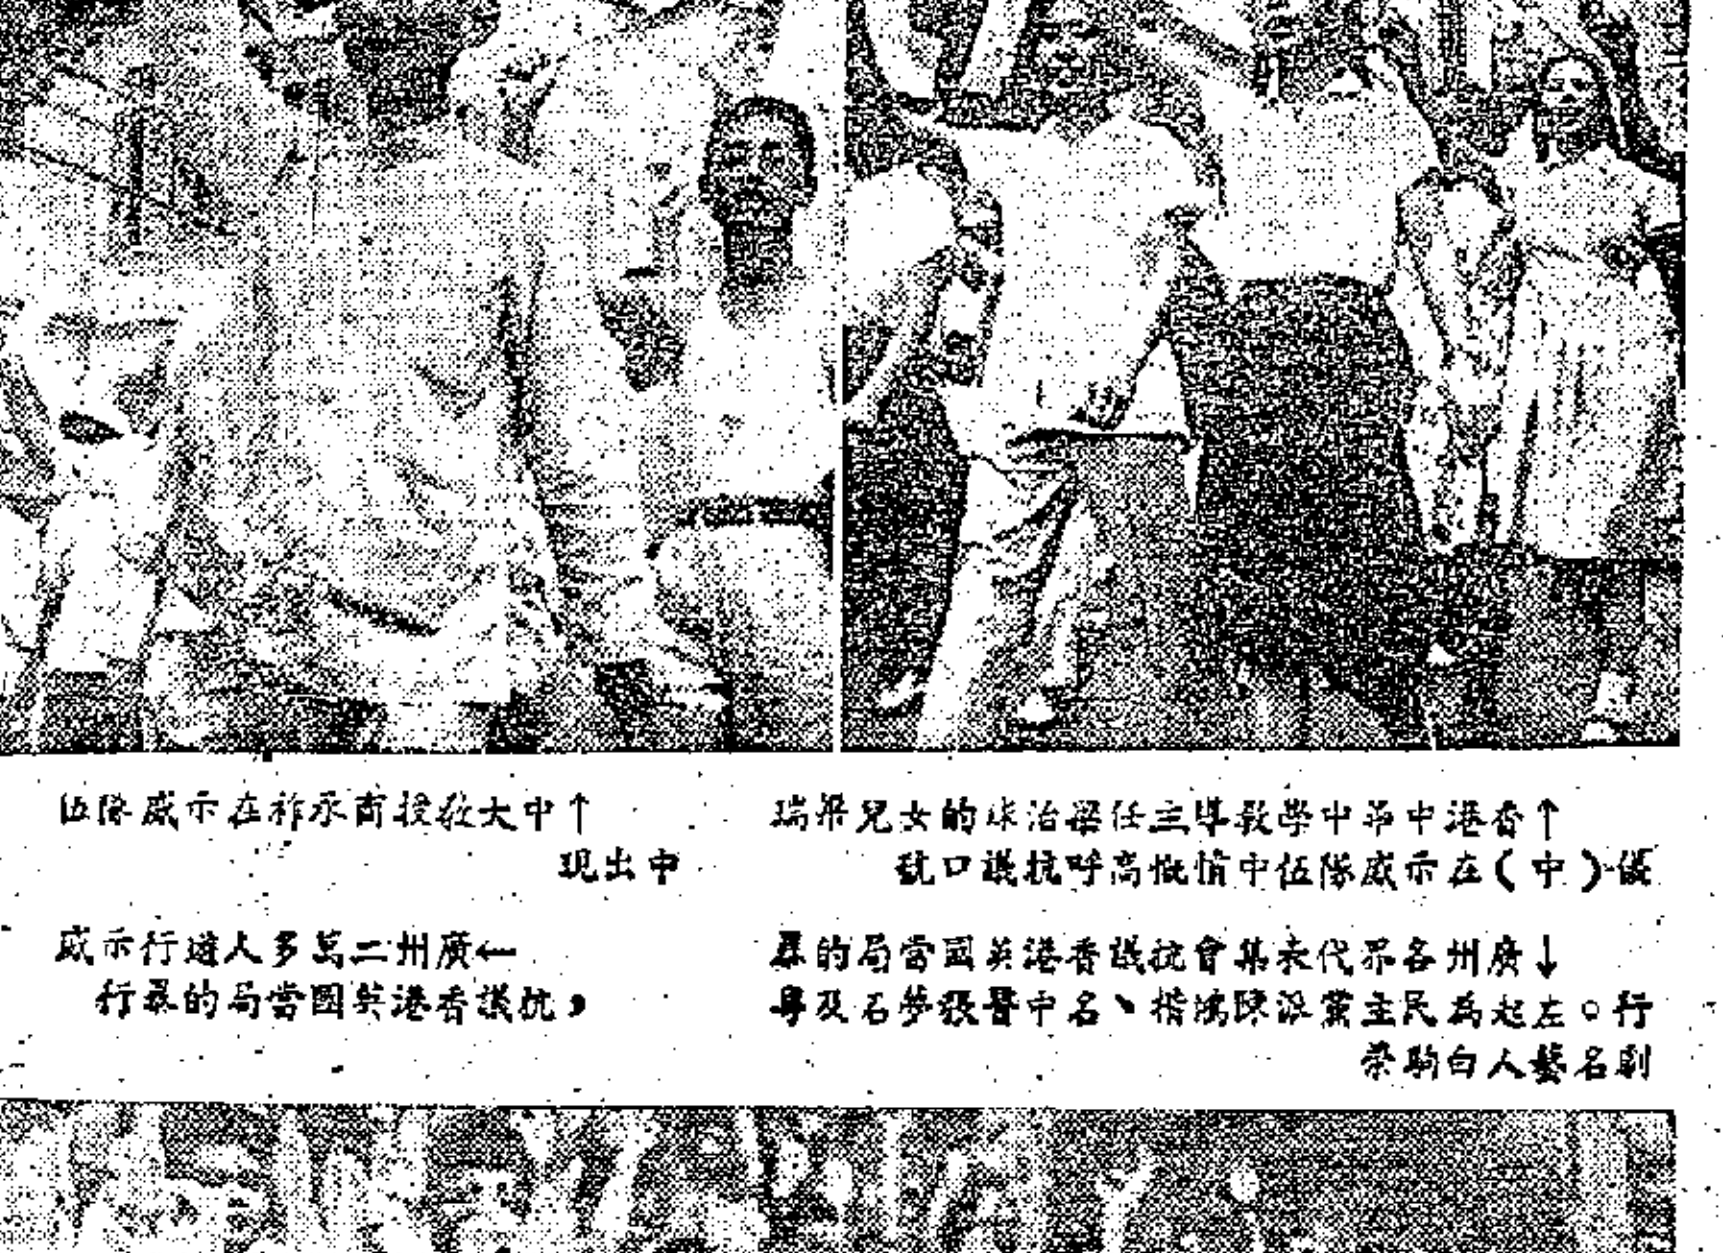 ↑香港中中學教導主任梁治球的女兒梁瑞
儀(中)在示威隊伍中憤慨高呼抗議口號
↓廣州各界代表集會抗議香港英國當局的暴
行。左起為民主黨派陳鴻楷、名中醫張夢石及粵
劇名藝人白駒榮
↑中大教授商承祚在示威隊伍
中出現
←廣州二萬多人遊行示威
，抗議香港英國當局的暴行